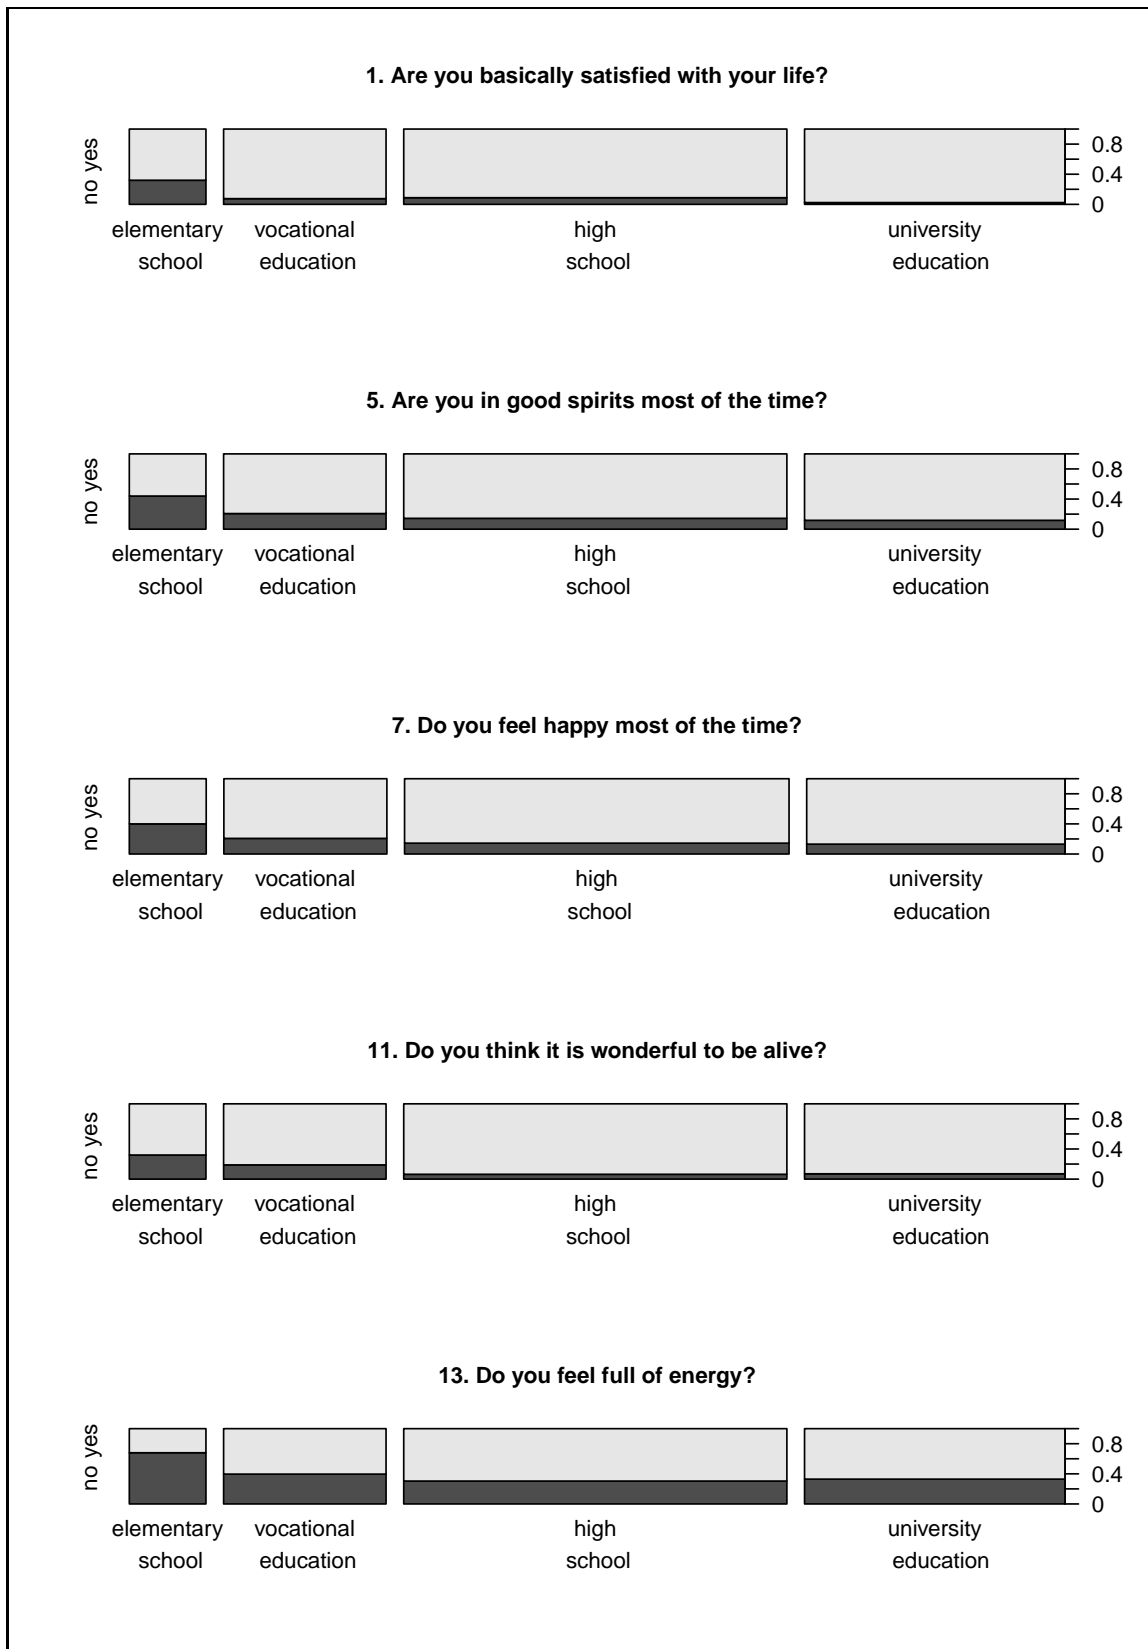 1. Are you basically satisfied with your life?
no yes
0.8
0.4
0
elementary vocational high university
school education school education
5. Are you in good spirits most of the time?
no yes
0.8
0.4
0
elementary vocational high university
school education school education
7. Do you feel happy most of the time?
no yes
0.8
0.4
0
elementary vocational high university
school education school education
11. Do you think it is wonderful to be alive?
no yes
0.8
0.4
0
elementary vocational high university
school education school education
13. Do you feel full of energy?
no yes
0.8
0.4
0
elementary vocational high university
school education school education